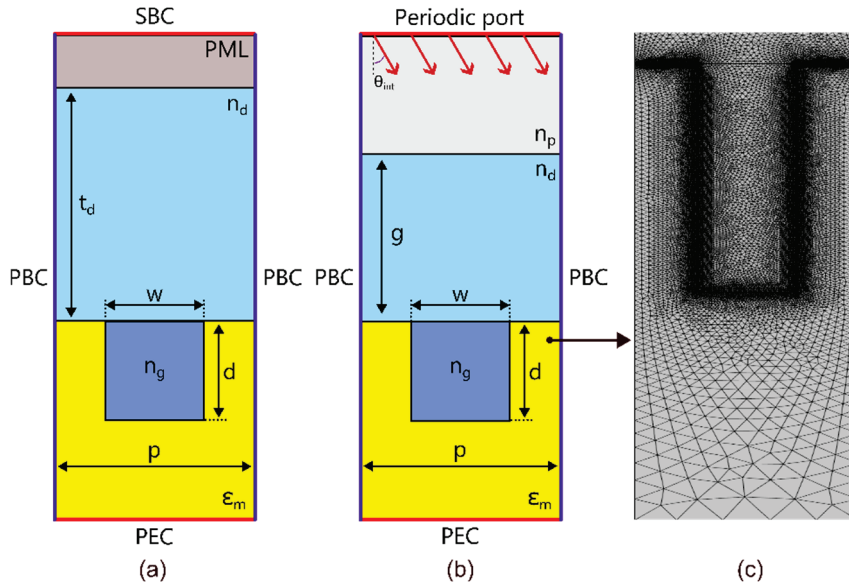 SBC
PML
n_d
t_d
PBC
PBC
w
n_g
d
p
ε_m
PEC
(a)
Periodic port
θ_int
n_p
n_d
g
PBC
PBC
w
n_g
d
p
ε_m
PEC
(b)
(c)